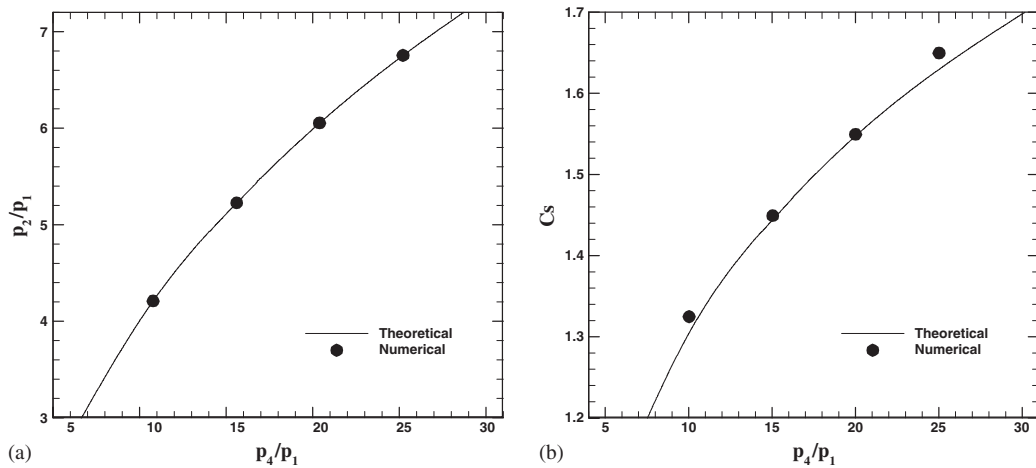 7
6
5
4
3
p2/p1
5 10 15 20 25 30
p4/p1
Theoretical
Numerical
(a)
1.7
1.6
1.5
1.4
1.3
1.2
Cs
5 10 15 20 25 30
p4/p1
Theoretical
Numerical
(b)